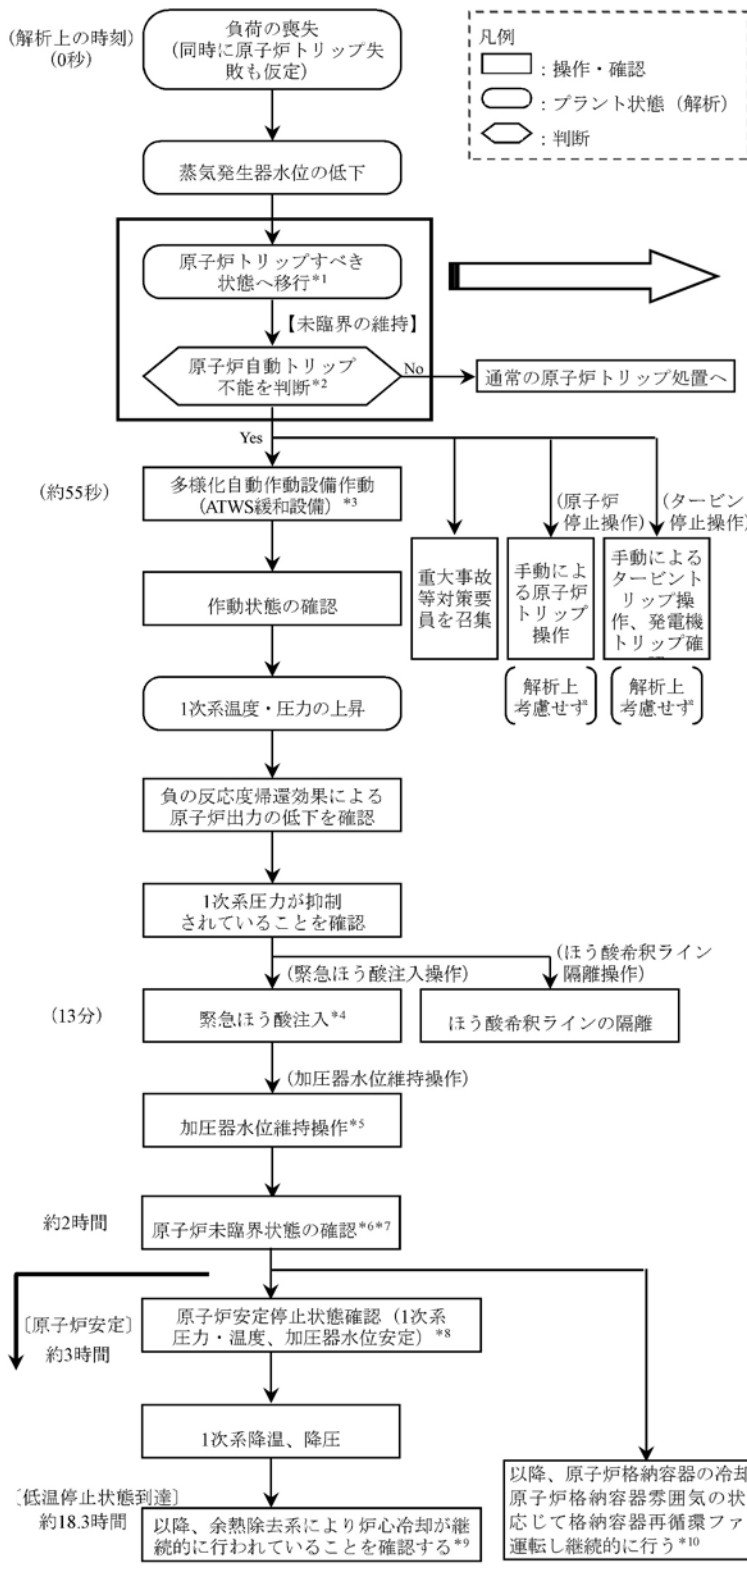 (解析上の時刻)
(0秒)
負荷の喪失
(同時に原子炉トリップ失
敗も仮定)
凡例
：操作・確認
：プラント状態（解析）
：判断
蒸気発生器水位の低下
原子炉トリップすべき
状態へ移行*1
【未臨界の維持】
原子炉自動トリップ
不能を判断*2
No
通常の原子炉トリップ処置へ
Yes
(約55秒)
多様化自動作動設備作動
(ATWS緩和設備）*3
(原子炉
停止操作)
(タービン
停止操作)
作動状態の確認
重大事故
等対策要
員を召集
手動によ
る原子炉
トリップ
操作
手動による
タービント
リップ操
作、発電機
トリップ確
解析上
考慮せず
解析上
考慮せず
1次系温度・圧力の上昇
負の反応度帰還効果による
原子炉出力の低下を確認
1次系圧力が抑制
されていることを確認
(緊急ほう酸注入操作)
(ほう酸希釈ライン
隔離操作)
(13分)
緊急ほう酸注入*4
ほう酸希釈ラインの隔離
(加圧器水位維持操作)
加圧器水位維持操作*5
約2時間
原子炉未臨界状態の確認*6*7
〔原子炉安定〕
約3時間
原子炉安定停止状態確認（1次系
圧力・温度、加圧器水位安定）*8
1次系降温、降圧
〔低温停止状態到達〕
約18.3時間
以降、余熱除去系により炉心冷却が継
続的に行われていることを確認する*9
以降、原子炉格納容器の冷却
原子炉格納容器雰囲気の状
応じて格納容器再循環ファ
運転し継続的に行う*10